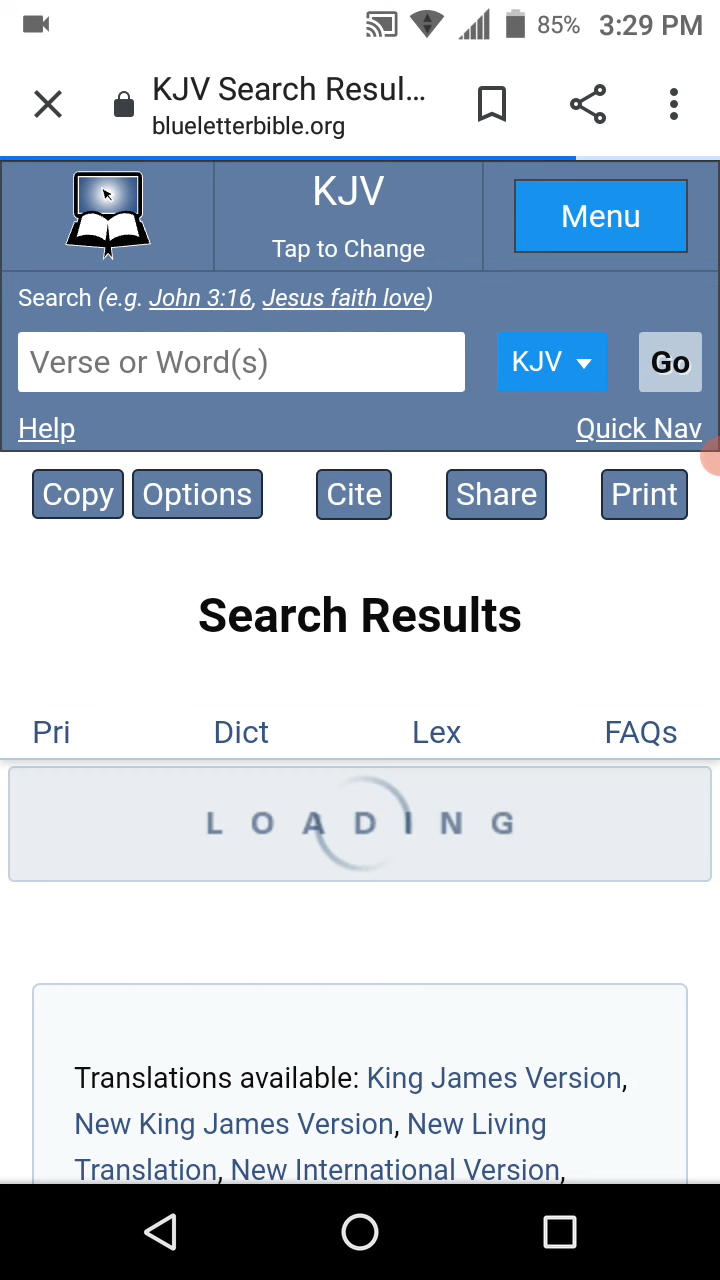 85% 3:29 PM
KJV Search Resul...
blueletterbible.org
KJV
Tap to Change
Menu
Search (e.g. John 3:16, Jesus faith love)
Verse or Word(s)
KJV
Go
Help
Quick Nav
Copy Options Cite Share Print
Search Results
Pri Dict Lex FAQs
LOADING
Translations available: King James Version,
New King James Version, New Living
Translation, New International Version,